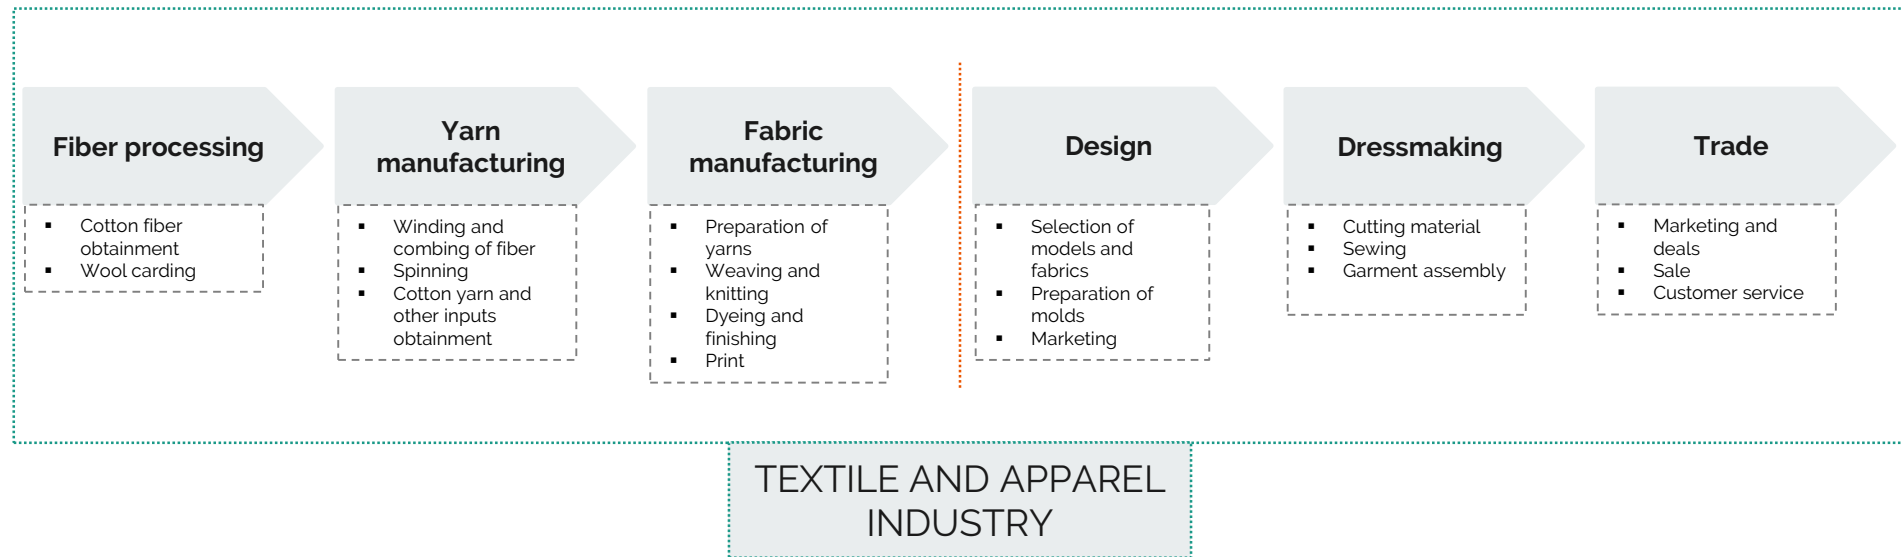 Fiber processing
▪ Cotton fiber
obtainment
▪ Wool carding
Yarn
manufacturing
▪ Winding and
combing of fiber
▪ Spinning
▪ Cotton yarn and
other inputs
obtainment
Fabric
manufacturing
▪ Preparation of
yarns
▪ Weaving and
knitting
▪ Dyeing and
finishing
▪ Print
Design
▪ Selection of
models and
fabrics
▪ Preparation of
molds
▪ Marketing
Dressmaking
▪ Cutting material
▪ Sewing
▪ Garment assembly
Trade
▪ Marketing and
deals
▪ Sale
▪ Customer service
TEXTILE AND APPAREL
INDUSTRY